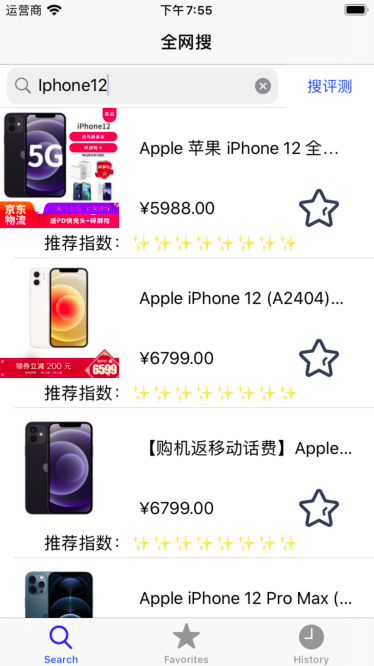 运营商 下午7:55
全网搜
Iphone12 搜评测
新品
iPhone12
5G
京东
物流
送PD快充头+碎屏险
Apple 苹果 iPhone 12 全…
¥5988.00
推荐指数：✨✨✨✨✨✨✨✨
领券立减 200 元
6599
Apple iPhone 12 (A2404)...
¥6799.00
推荐指数：✨✨✨✨✨✨✨✨
【购机返移动话费】Apple...
¥6799.00
推荐指数：✨✨✨✨✨✨✨✨
Apple iPhone 12 Pro Max (...
Search Favorites History